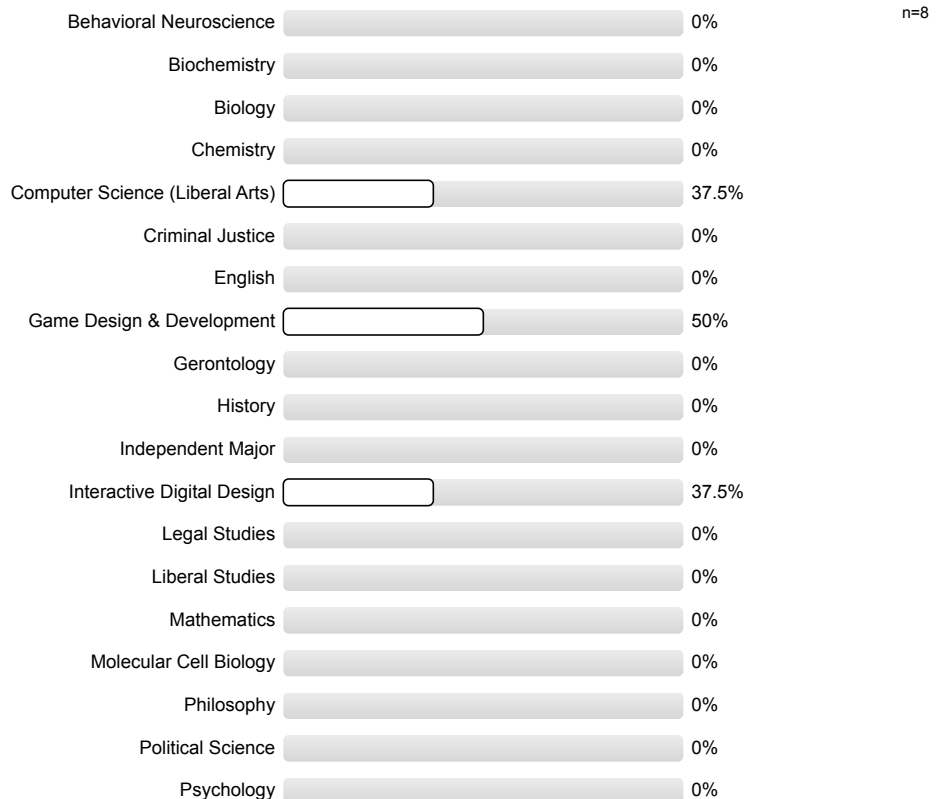 Behavioral Neuroscience 0% n=8
Biochemistry 0%
Biology 0%
Chemistry 0%
Computer Science (Liberal Arts) 37.5%
Criminal Justice 0%
English 0%
Game Design & Development 50%
Gerontology 0%
History 0%
Independent Major 0%
Interactive Digital Design 37.5%
Legal Studies 0%
Liberal Studies 0%
Mathematics 0%
Molecular Cell Biology 0%
Philosophy 0%
Political Science 0%
Psychology 0%